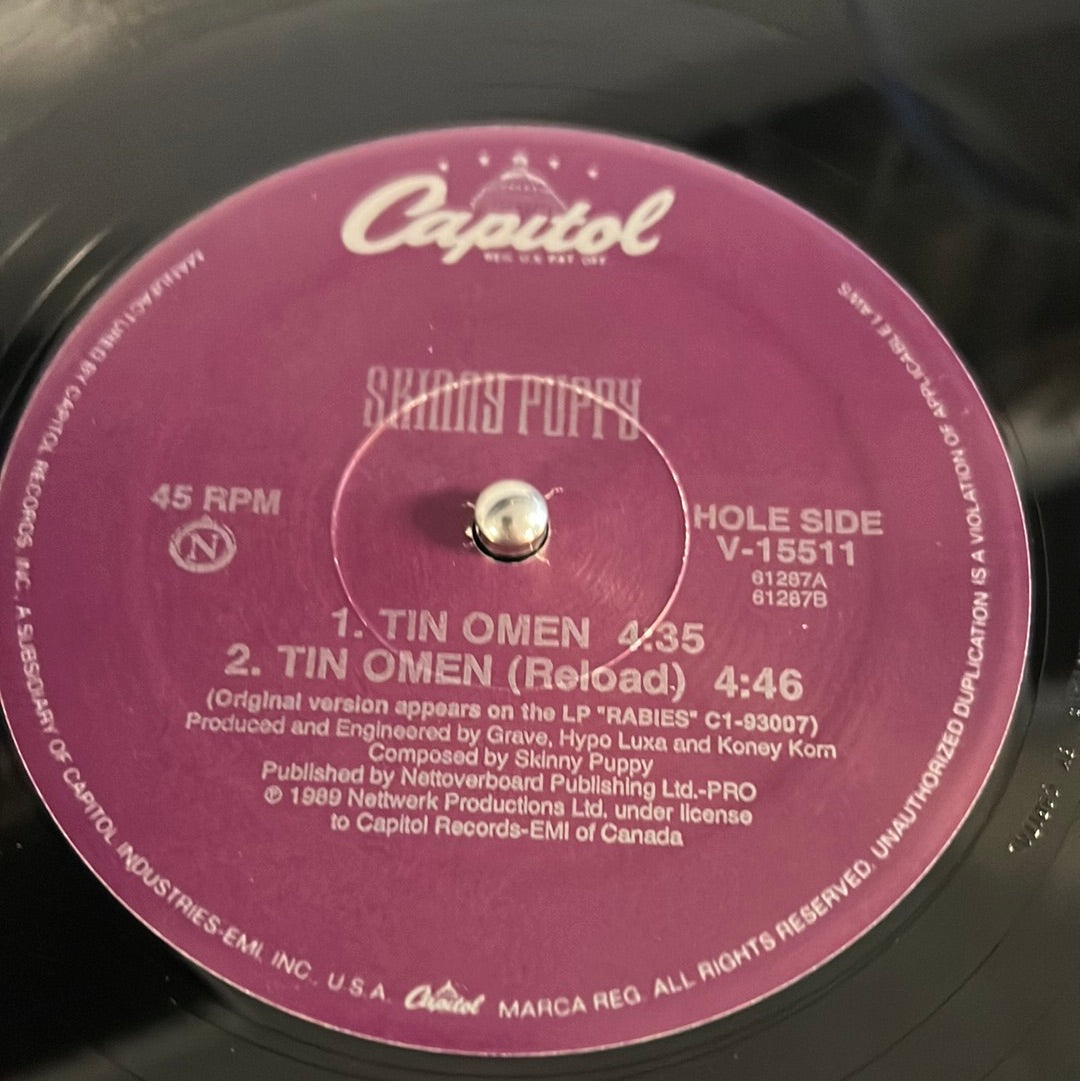 Capitol
REG. U.S. PAT. OFF.
SKINNY PUPPY
45 RPM
N
HOLE SIDE
V-15511
61287A
61287B
1. TIN OMEN 4:35
2. TIN OMEN (Reload) 4:46
(Original version appears on the LP "RABIES" C1-93007)
Produced and Engineered by Grave, Hypo Luxa and Koney Korn
Composed by Skinny Puppy
Published by Nettoverboard Publishing Ltd.-PRO
℗ 1989 Nettwerk Productions Ltd. under license
to Capitol Records-EMI of Canada
MANUFACTURED BY CAPITOL RECORDS, INC., A SUBSIDIARY OF CAPITOL INDUSTRIES-EMI, INC., U.S.A. Capitol MARCA REG. ALL RIGHTS RESERVED. UNAUTHORIZED DUPLICATION IS A VIOLATION OF APPLICABLE LAWS